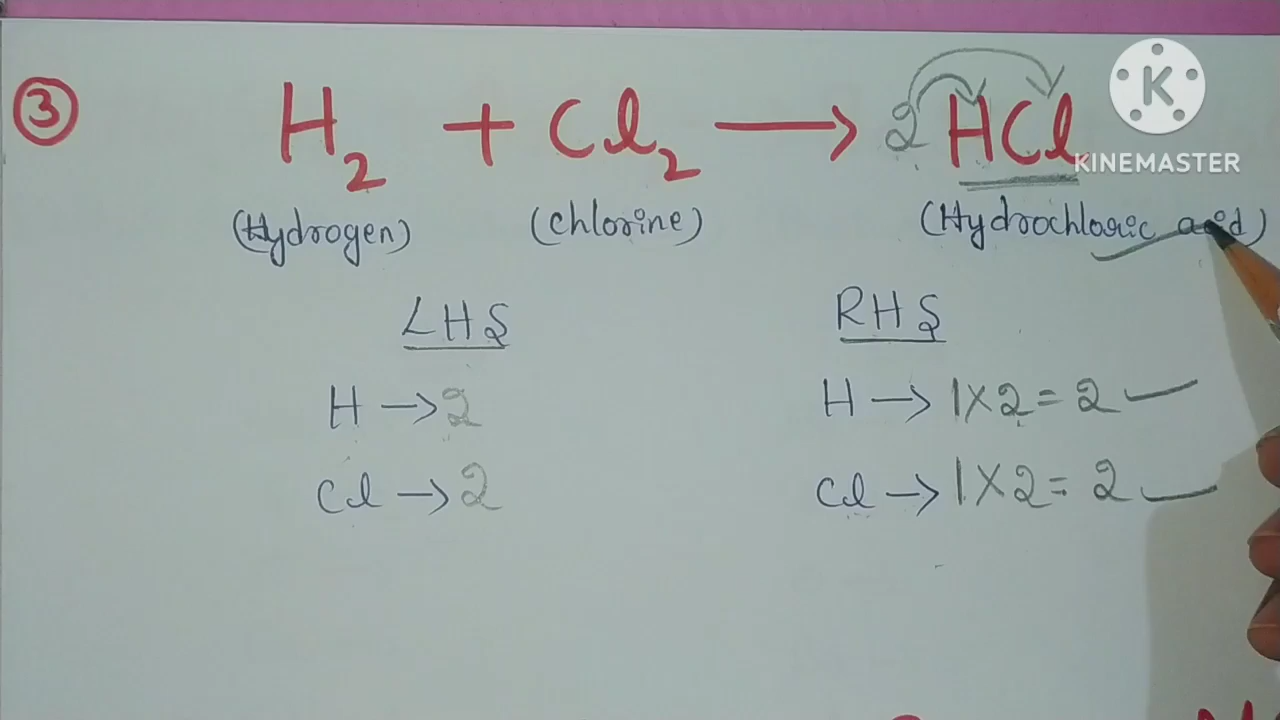 ③ H₂ + Cl₂ ⟶ 2HCl
K
KINEMASTER
(Hydrogen) (Chlorine) (Hydrochloric acid)
LHS RHS
H → 2 H → 1×2=2
Cl → 2 Cl → 1×2=2